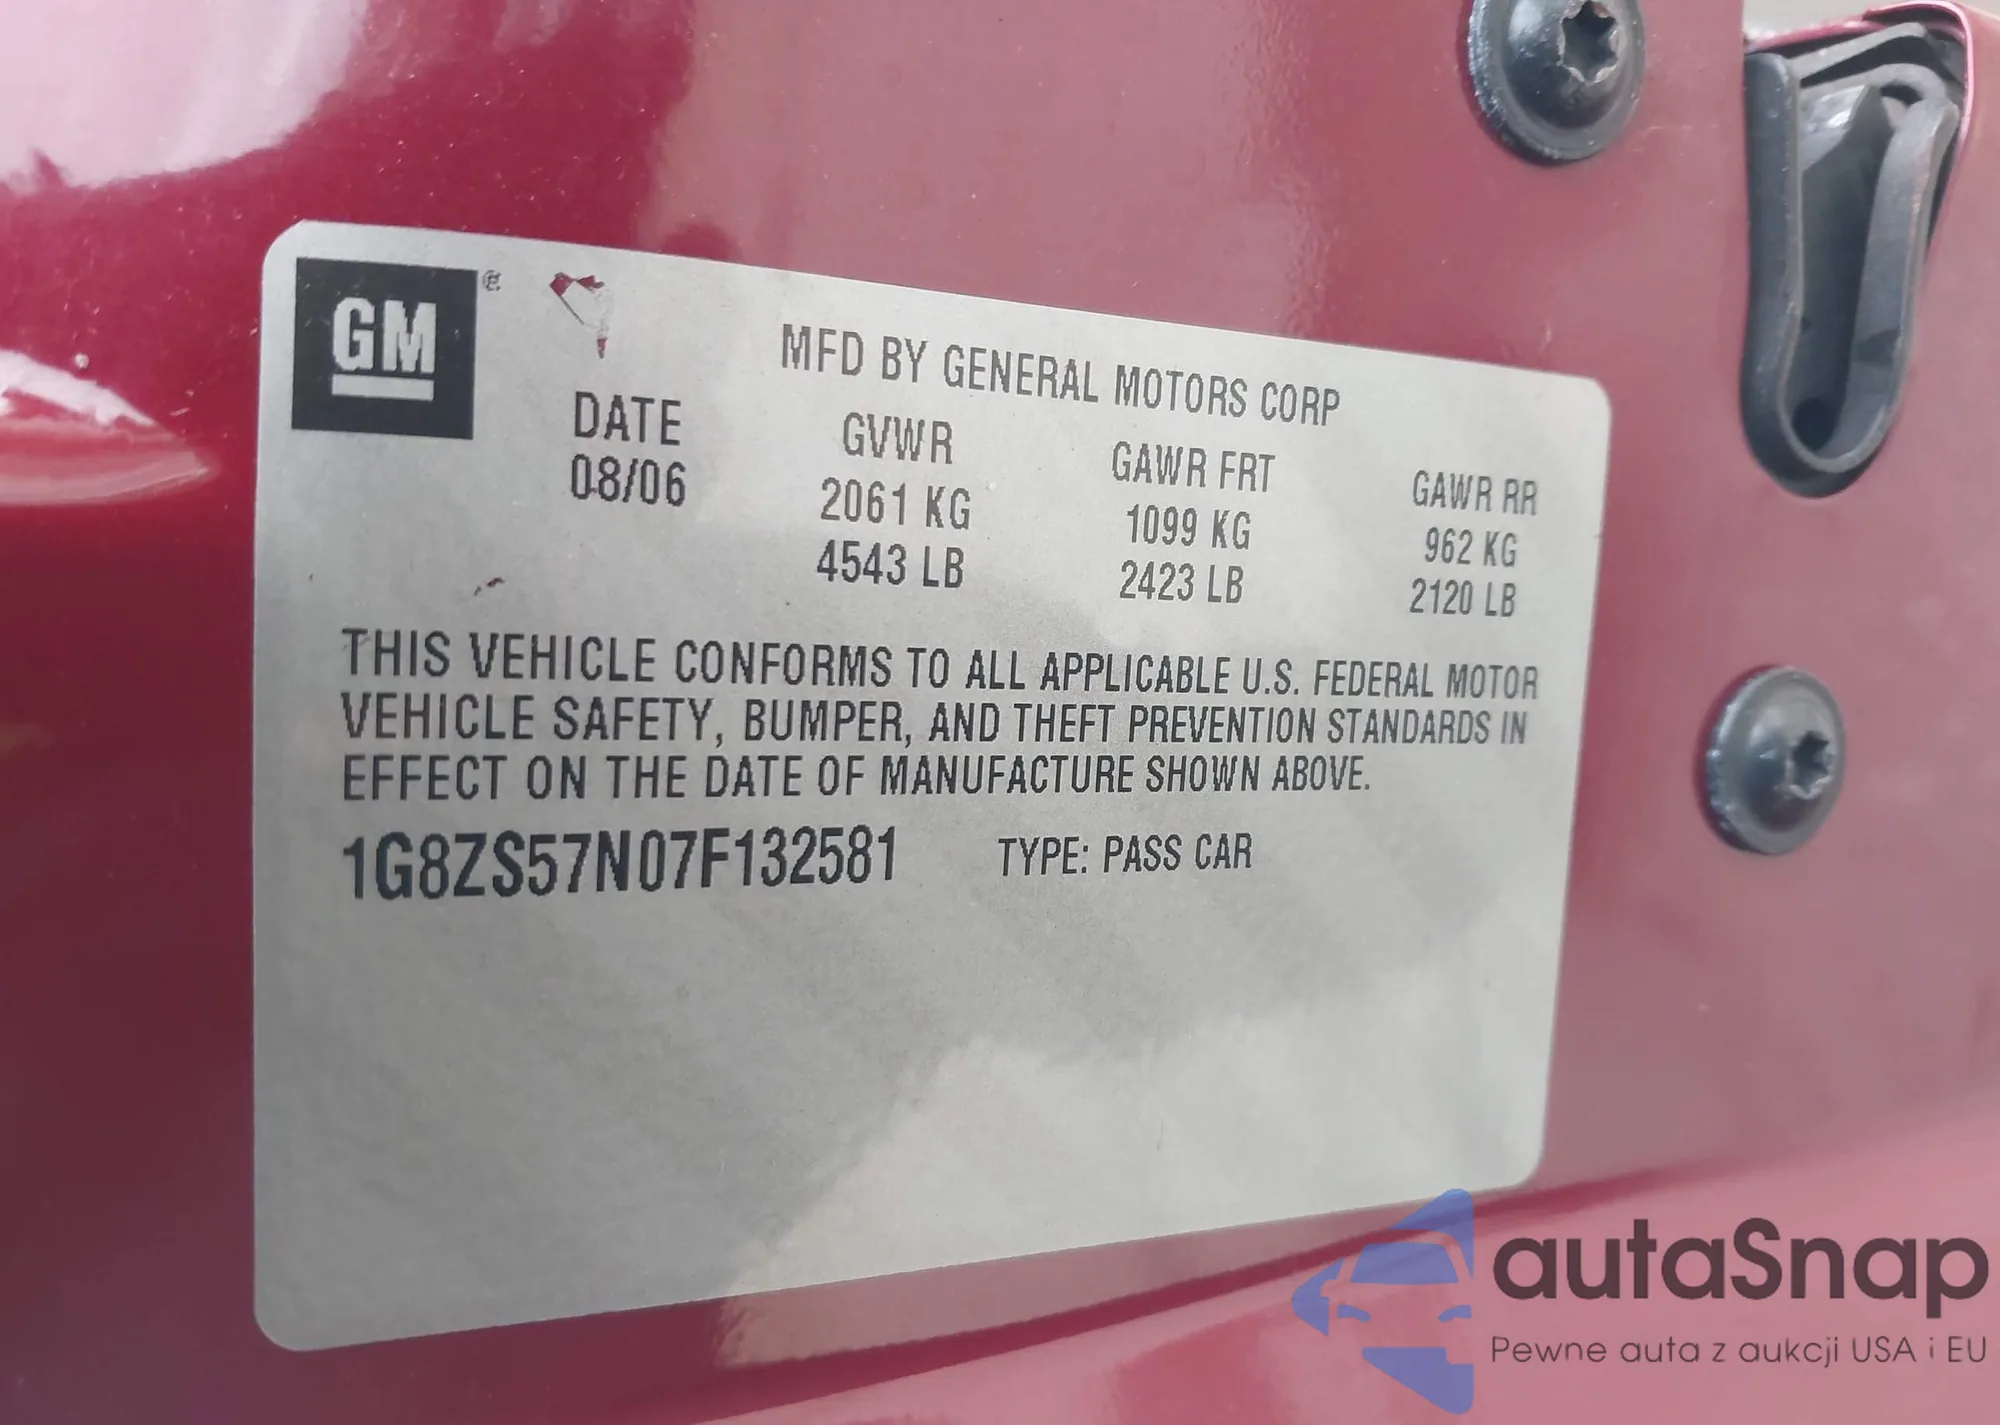 GM
MFD BY GENERAL MOTORS CORP
DATE GVWR GAWR FRT GAWR RR
08/06 2061 KG 1099 KG 962 KG
4543 LB 2423 LB 2120 LB
THIS VEHICLE CONFORMS TO ALL APPLICABLE U.S. FEDERAL MOTOR
VEHICLE SAFETY, BUMPER, AND THEFT PREVENTION STANDARDS IN
EFFECT ON THE DATE OF MANUFACTURE SHOWN ABOVE.
1G8ZS57N07F132581 TYPE: PASS CAR
autaSnap
Pewne auta z aukcji USA i EU